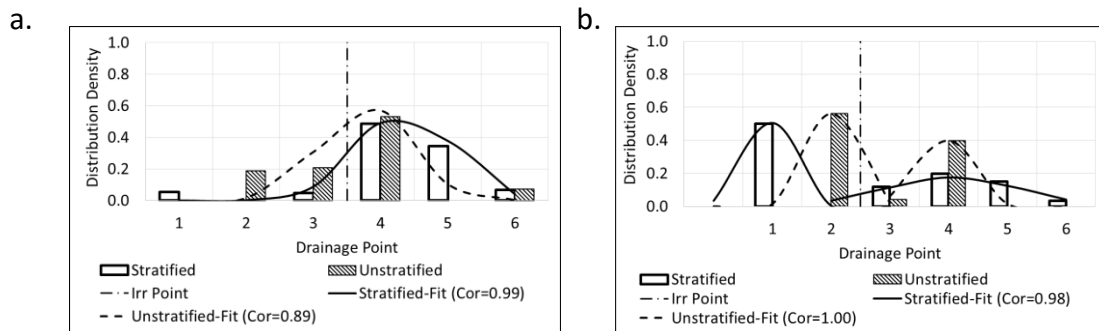 a.
1.0
0.8
0.6
0.4
0.2
0.0
Distribution Density
1 2 3 4 5 6
Drainage Point
Stratified Unstratified
Irr Point Stratified-Fit (Cor=0.99)
Unstratified-Fit (Cor=0.89)
b.
1.0
0.8
0.6
0.4
0.2
0.0
Distribution Density
1 2 3 4 5 6
Drainage Point
Stratified Unstratified
Irr Point Stratified-Fit (Cor=0.98)
Unstratified-Fit (Cor=1.00)